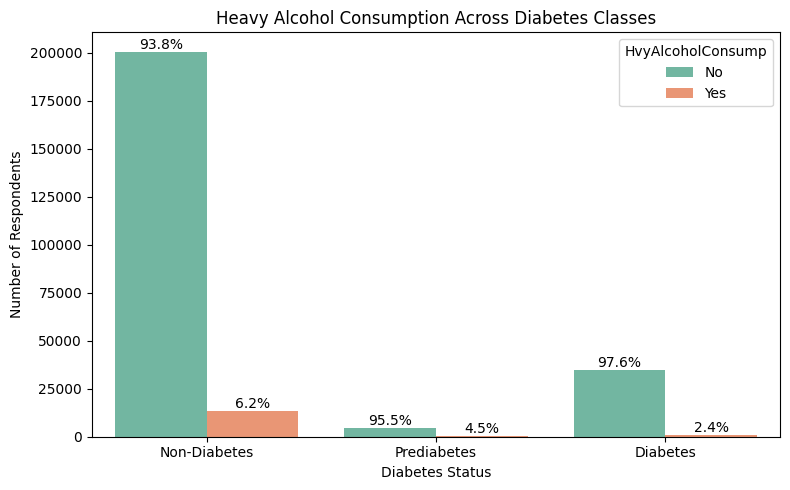 Heavy Alcohol Consumption Across Diabetes Classes
HvyAlcoholConsump
No
Yes
Number of Respondents
200000
175000
150000
125000
100000
75000
50000
25000
0
93.8%
6.2%
95.5%
4.5%
97.6%
2.4%
Non-Diabetes
Prediabetes
Diabetes
Diabetes Status